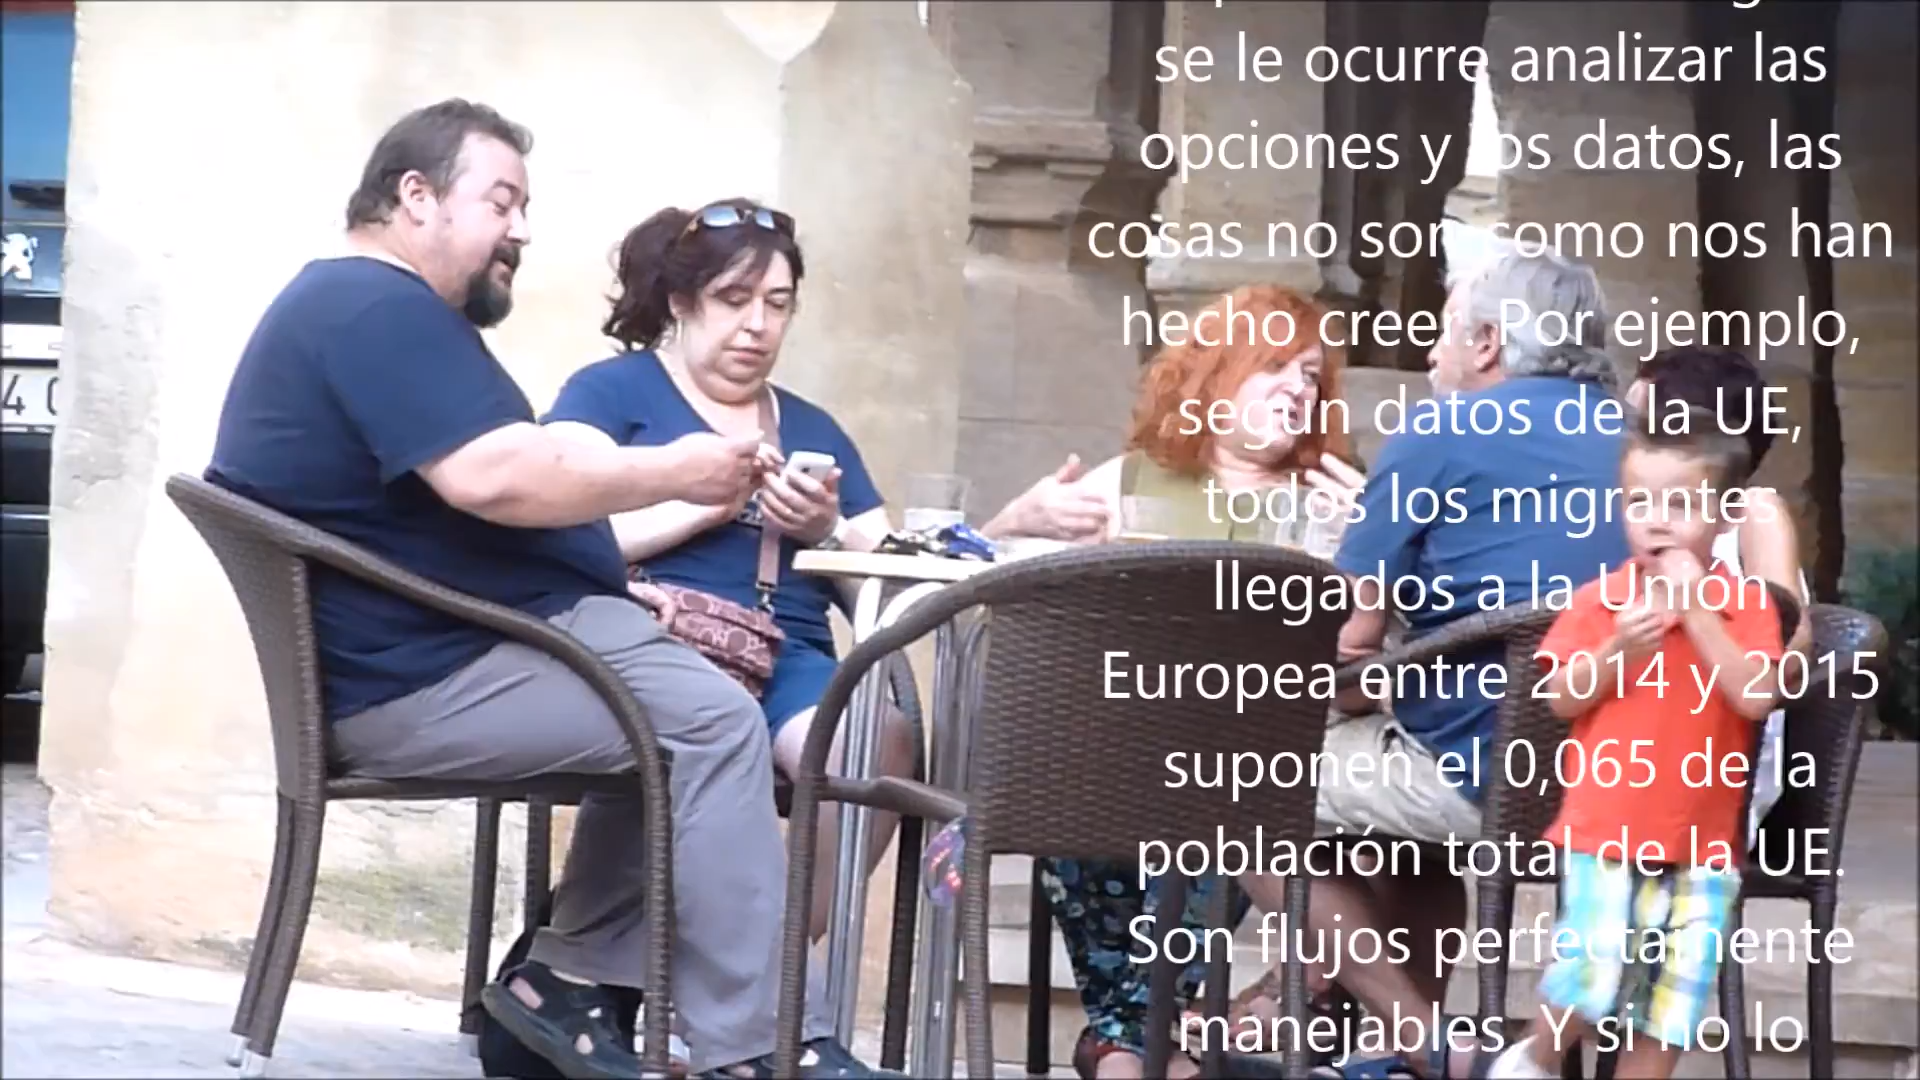 se le ocurre analizar las
opciones y los datos, las
cosas no son como nos han
hecho creer. Por ejemplo,
según datos de la UE,
todos los migrantes
llegados a la Unión
Europea entre 2014 y 2015
suponen el 0,065 de la
población total de la UE.
Son flujos perfectamente
manejables. Y si no lo
4